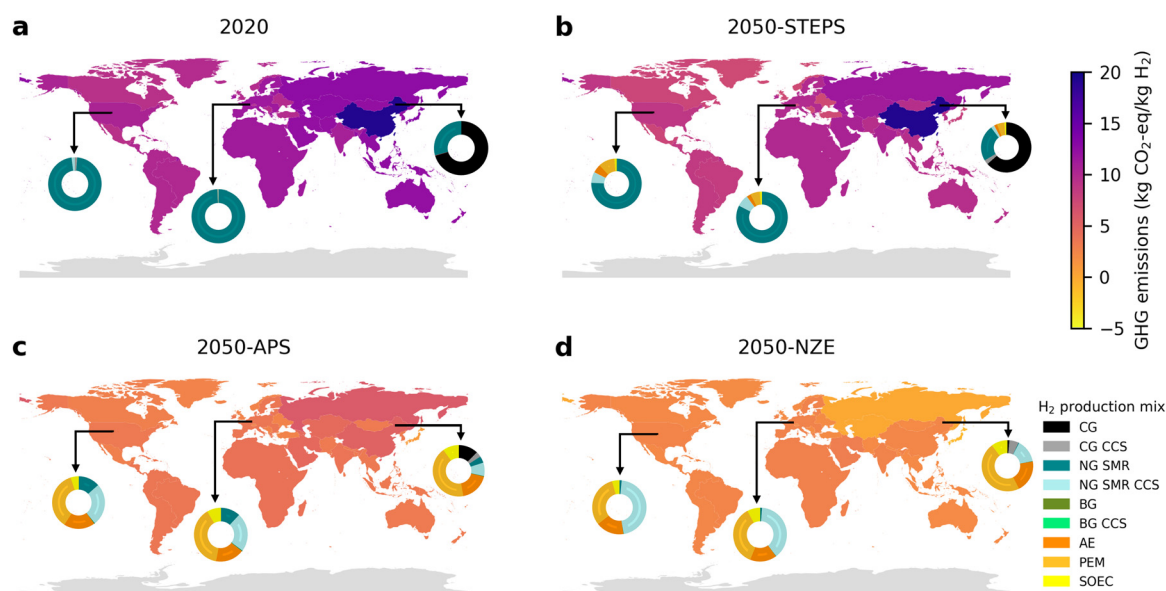 a
2020
b
2050-STEPS
20
15
10
5
0
−5
GHG emissions (kg CO₂-eq/kg H₂)
c
2050-APS
d
2050-NZE
H₂ production mix
CG
CG CCS
NG SMR
NG SMR CCS
BG
BG CCS
AE
PEM
SOEC